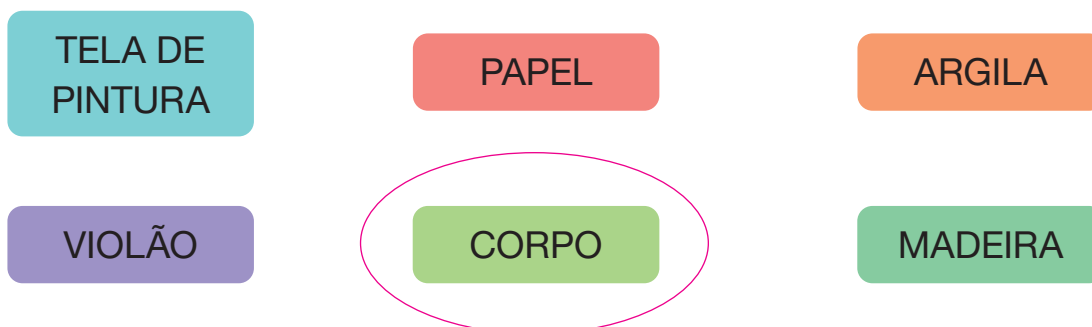 TELA DE
PINTURA
PAPEL
ARGILA
VIOLÃO
CORPO
MADEIRA